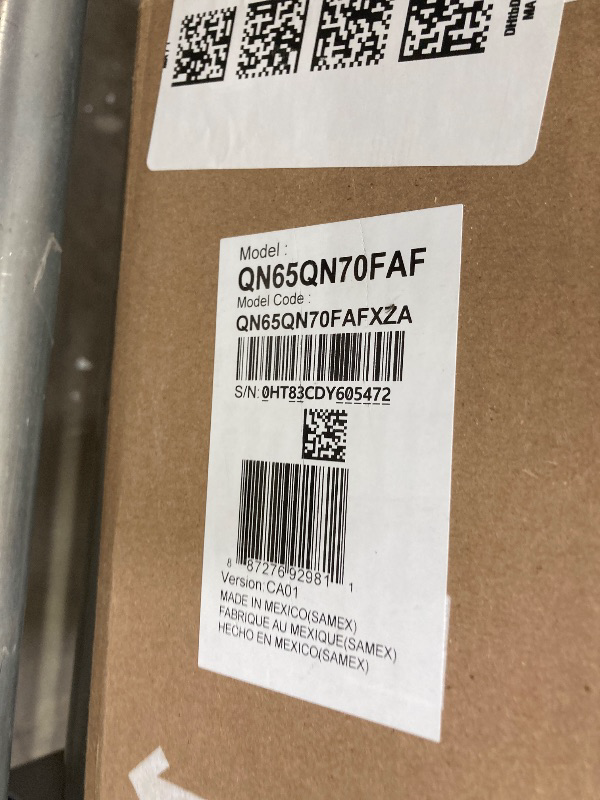 Model :
QN65QN70FAF
Model Code :
QN65QN70FAFXZA
S/N:0HT83CDY605472
8 87276 92981 1
Version:CA01
MADE IN MEXICO(SAMEX)
FABRIQUE AU MEXIQUE(SAMEX)
HECHO EN MEXICO(SAMEX)